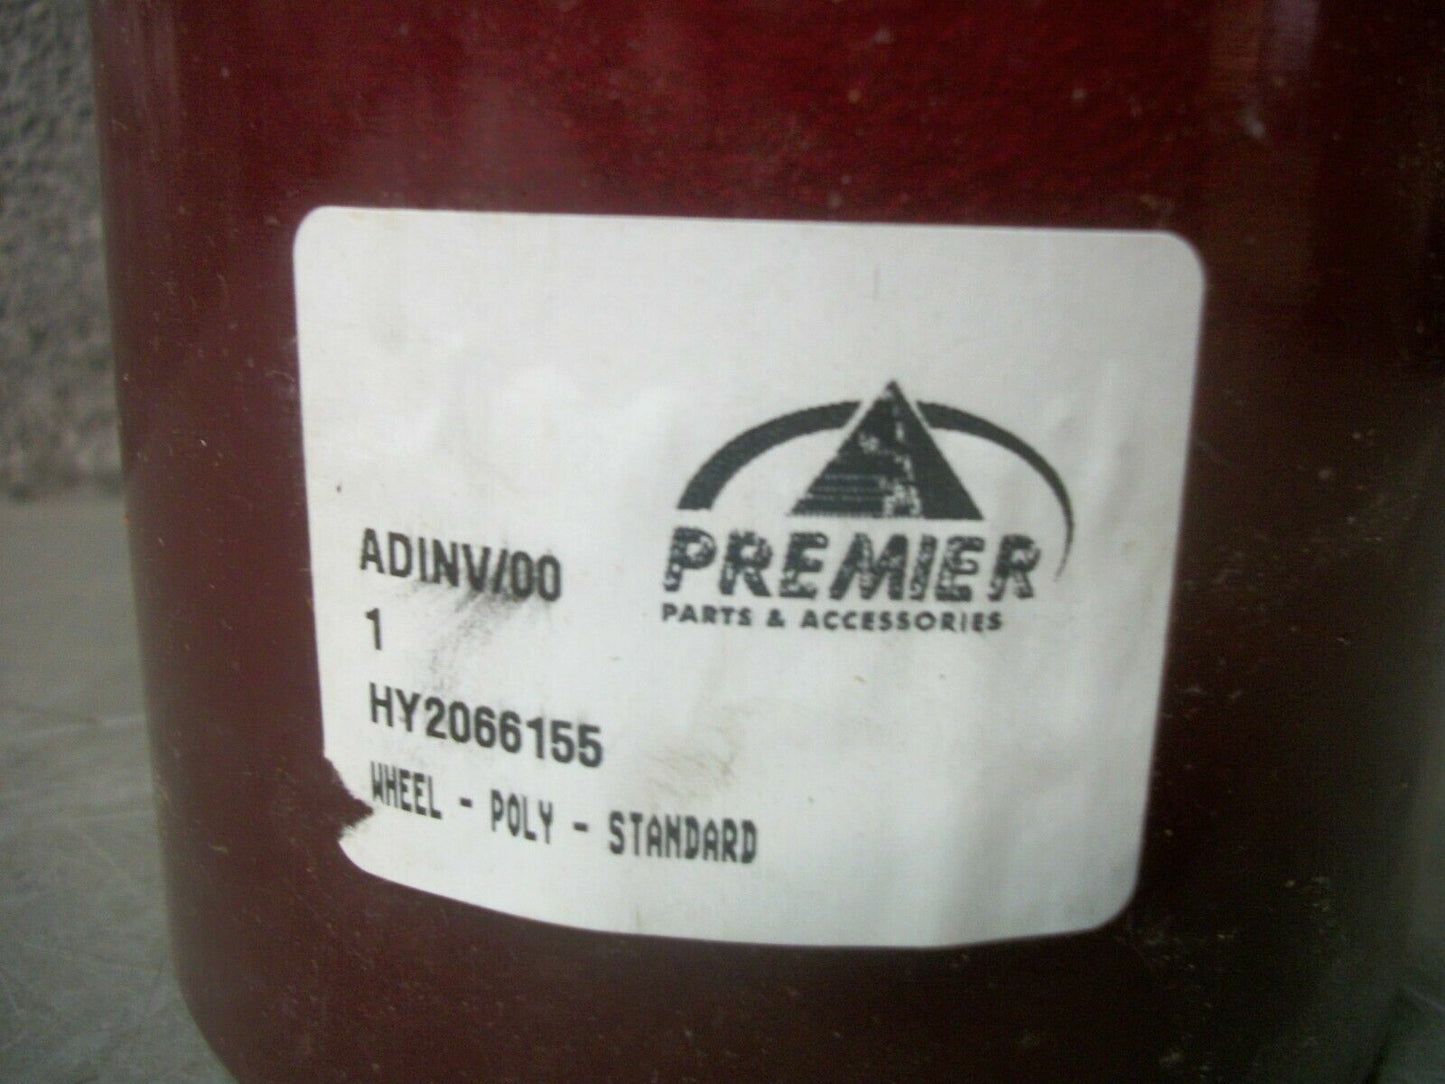 PREMIER
PARTS & ACCESSORIES
ADINV/00
1
HY2066155
WHEEL - POLY - STANDARD